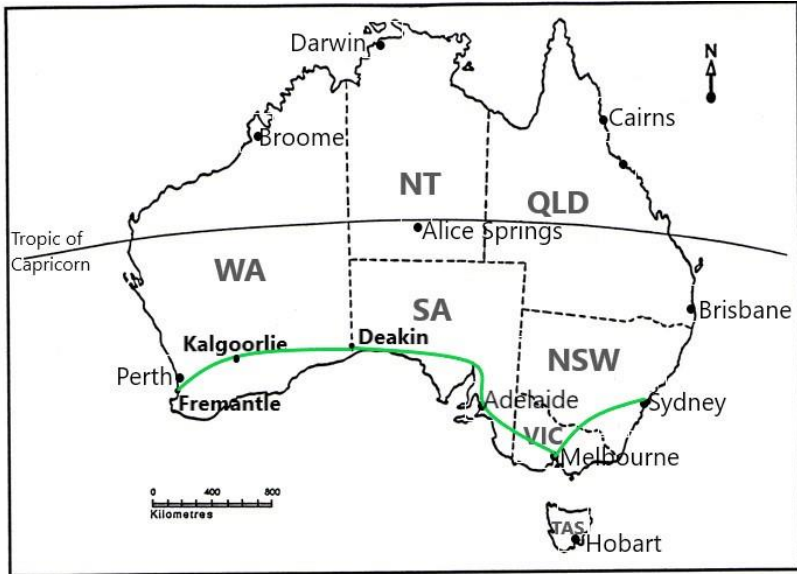 Darwin
N
Broome
Cairns
NT
QLD
Tropic of
Capricorn
Alice Springs
WA
SA
Brisbane
Kalgoorlie
Deakin
NSW
Perth
Fremantle
Adelaide
Sydney
VIC
Melbourne
0 400 800
Kilometres
TAS
Hobart